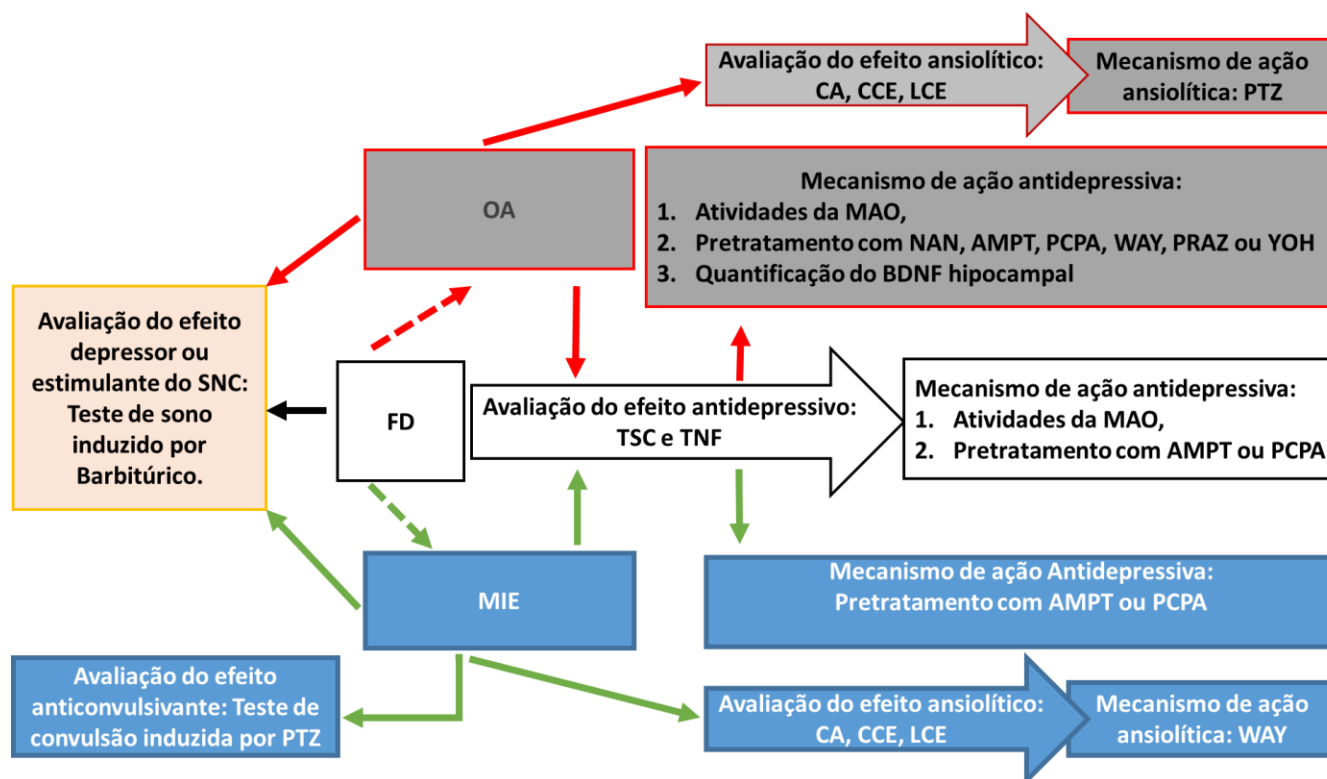 Avaliação do efeito ansiolítico:
CA, CCE, LCE
Mecanismo de ação
ansiolítica: PTZ
OA
Mecanismo de ação antidepressiva:
1. Atividades da MAO,
2. Pretratamento com NAN, AMPT, PCPA, WAY, PRAZ ou YOH
3. Quantificação do BDNF hipocampal
Avaliação do efeito
depressor ou
estimulante do SNC:
Teste de sono
induzido por
Barbitúrico.
FD
Avaliação do efeito antidepressivo:
TSC e TNF
Mecanismo de ação antidepressiva:
1. Atividades da MAO,
2. Pretratamento com AMPT ou PCPA
MIE
Mecanismo de ação Antidepressiva:
Pretratamento com AMPT ou PCPA
Avaliação do efeito
anticonvulsivante: Teste de
convulsão induzida por PTZ
Avaliação do efeito ansiolítico:
CA, CCE, LCE
Mecanismo de ação
ansiolítica: WAY